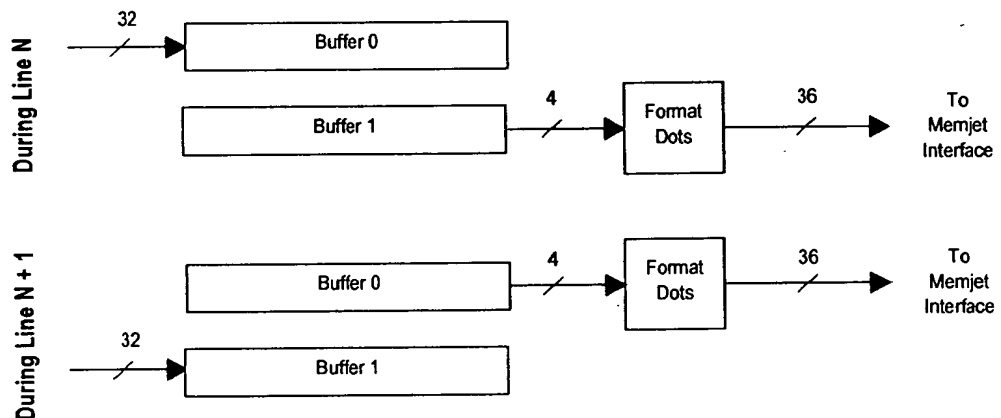 During Line N
32
Buffer 0
Buffer 1
4
Format
Dots
36
To
Memjet
Interface
During Line N + 1
Buffer 0
4
Format
Dots
36
To
Memjet
Interface
32
Buffer 1